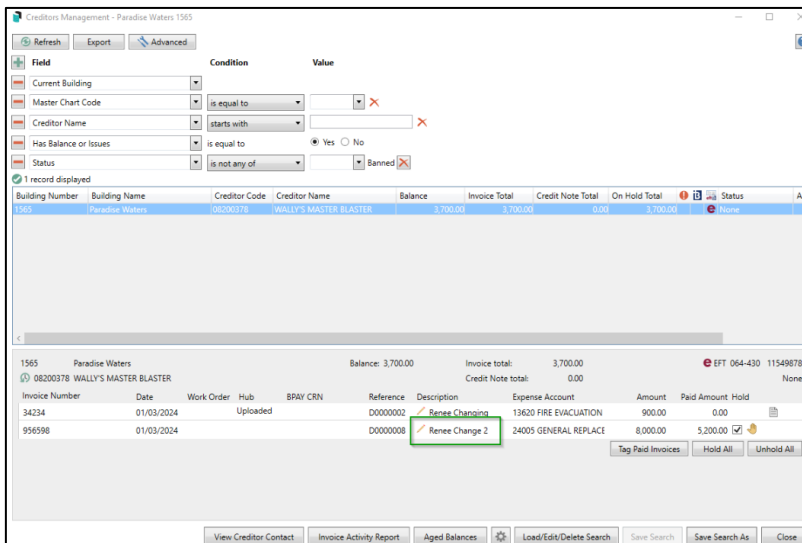 Creditors Management - Paradise Waters 1565
Refresh Export Advanced
Field Condition Value
Current Building
Master Chart Code is equal to
Creditor Name starts with
Has Balance or Issues is equal to Yes No
Status is not any of Banned
1 record displayed
Building Number Building Name Creditor Code Creditor Name Balance Invoice Total Credit Note Total On Hold Total Status A
1565 Paradise Waters 08200378 WALLY'S MASTER BLASTER 3,700.00 3,700.00 0.00 3,700.00 None
1565 Paradise Waters Balance: 3,700.00 Invoice total: 3,700.00 EFT 064-430 11549878
08200378 WALLY'S MASTER BLASTER Credit Note total: 0.00 None
Invoice Number Date Work Order Hub BPAY CRN Reference Description Expense Account Amount Paid Amount Hold
34234 01/03/2024 Uploaded D0000002 Renee Changing 13620 FIRE EVACUATION 900.00 0.00
956598 01/03/2024 D0000008 Renee Change 2 24005 GENERAL REPLACE 8,000.00 5,200.00
Tag Paid Invoices Hold All Unhold All
View Creditor Contact Invoice Activity Report Aged Balances Load/Edit/Delete Search Save Search Save Search As Close